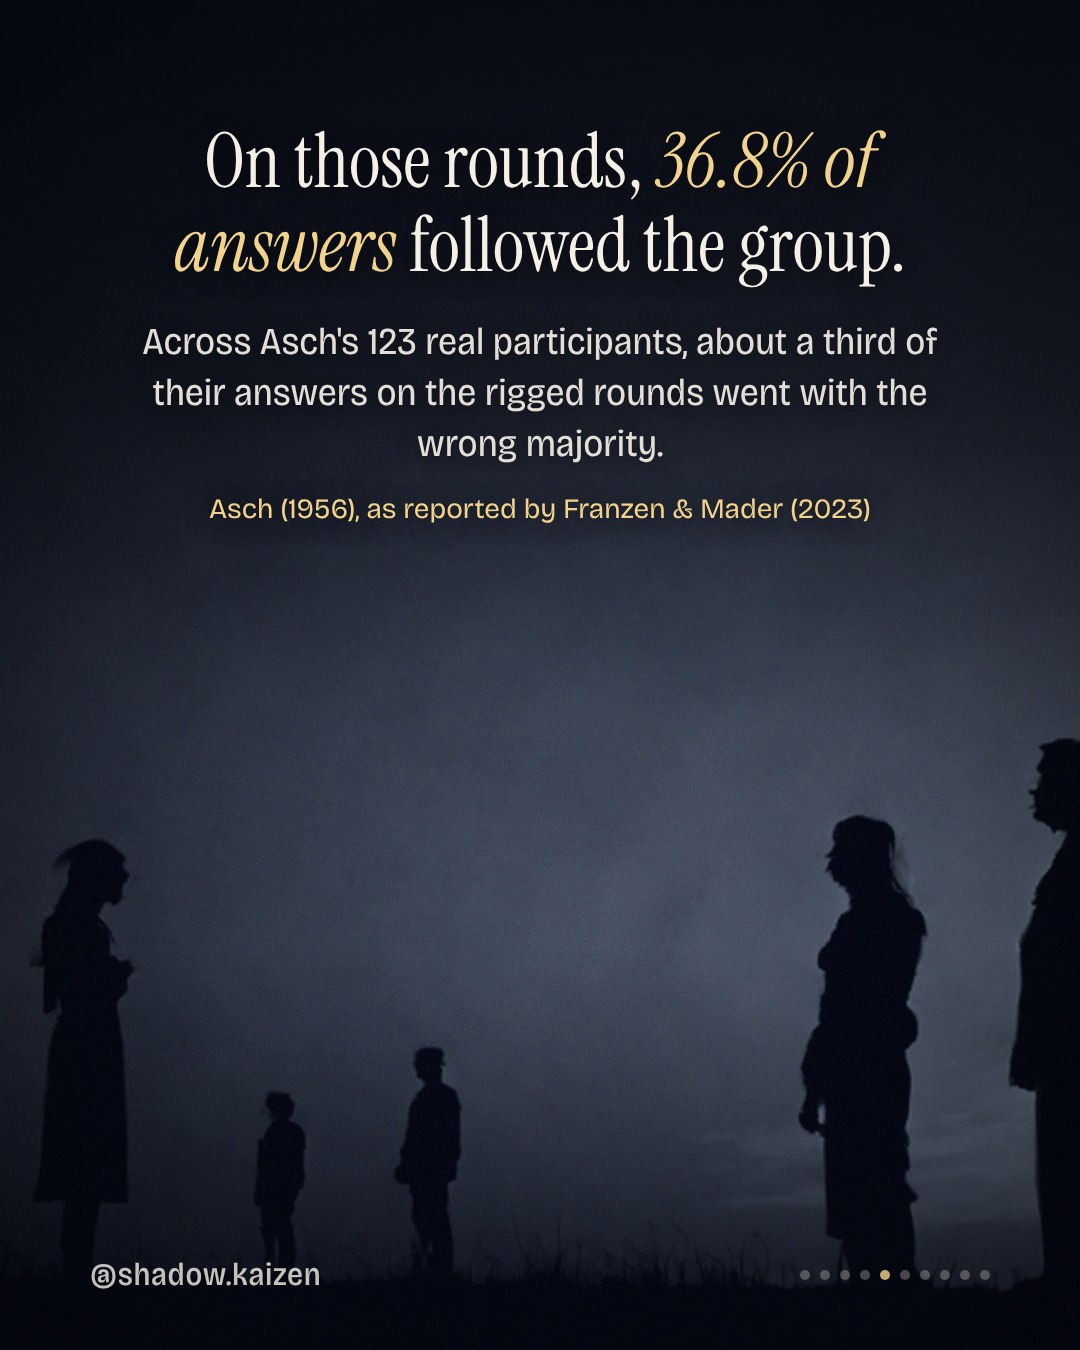 On those rounds, 36.8% of
answers followed the group.
Across Asch's 123 real participants, about a third of
their answers on the rigged rounds went with the
wrong majority.
Asch (1956), as reported by Franzen & Mader (2023)
@shadow.kaizen